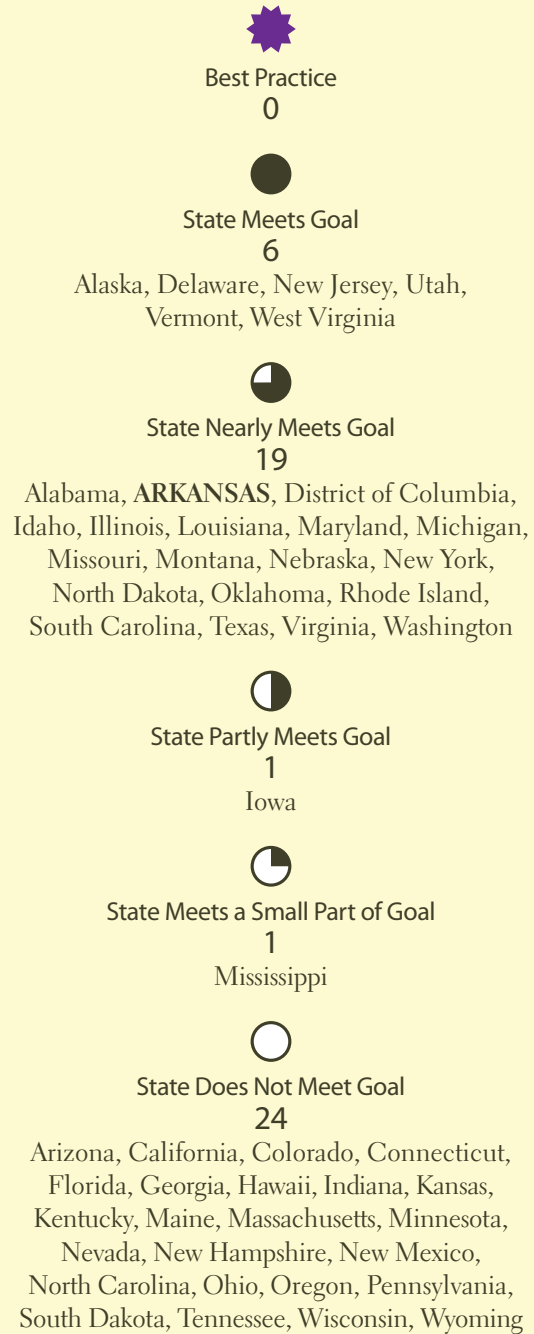 Best Practice
0
State Meets Goal
6
Alaska, Delaware, New Jersey, Utah,
Vermont, West Virginia
State Nearly Meets Goal
19
Alabama, ARKANSAS, District of Columbia,
Idaho, Illinois, Louisiana, Maryland, Michigan,
Missouri, Montana, Nebraska, New York,
North Dakota, Oklahoma, Rhode Island,
South Carolina, Texas, Virginia, Washington
State Partly Meets Goal
1
Iowa
State Meets a Small Part of Goal
1
Mississippi
State Does Not Meet Goal
24
Arizona, California, Colorado, Connecticut,
Florida, Georgia, Hawaii, Indiana, Kansas,
Kentucky, Maine, Massachusetts, Minnesota,
Nevada, New Hampshire, New Mexico,
North Carolina, Ohio, Oregon, Pennsylvania,
South Dakota, Tennessee, Wisconsin, Wyoming